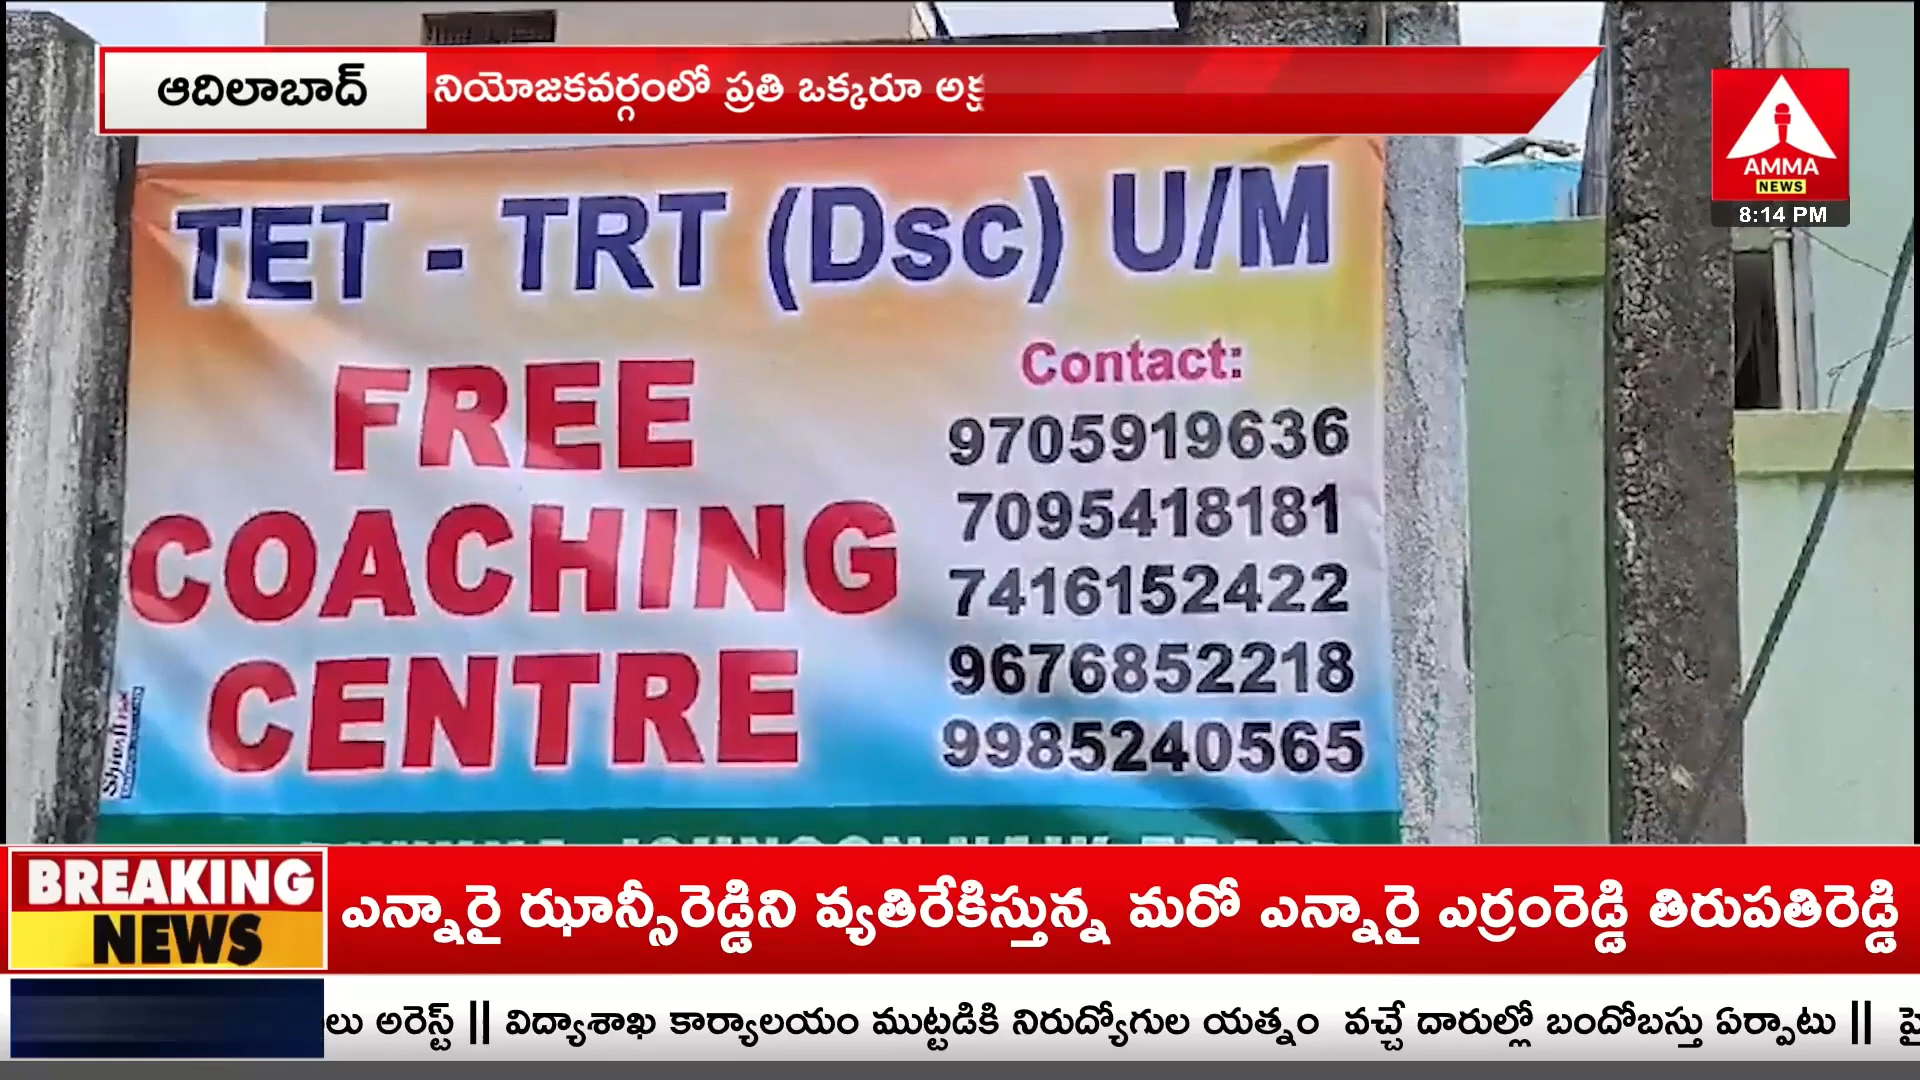 ఆదిలాబాద్
నియోజకవర్గంలో ప్రతి ఒక్కరూ అక్ష
AMMA
NEWS
8:14 PM
TET - TRT (Dsc) U/M
FREE
COACHING
CENTRE
Contact:
9705919636
7095418181
7416152422
9676852218
9985240565
BREAKING
NEWS
ఎన్నారై ఝాన్సీరెడ్డిని వ్యతిరేకిస్తున్న మరో ఎన్నారై ఎర్రంరెడ్డి తిరుపతిరెడ్డి
లు అరెస్ట్ || విద్యాశాఖ కార్యాలయం ముట్టడికి నిరుద్యోగుల యత్నం వచ్చే దారుల్లో బందోబస్తు ఏర్పాటు ||